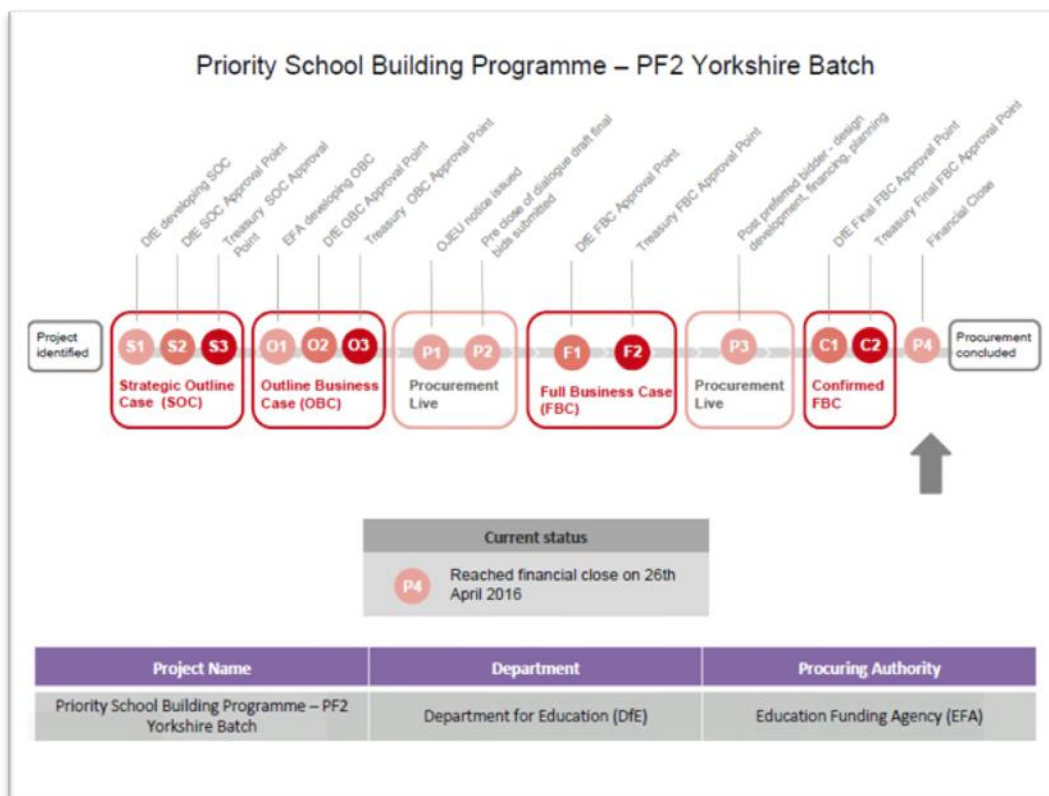 Priority School Building Programme – PF2 Yorkshire Batch
DfE developing SOC
DfE SOC Approval Point
Treasury SOC Approval
Point
EFA developing OBC
DfE OBC Approval Point
Treasury OBC Approval Point
OJEU notice issued
Pre close of dialogue draft final
bids submitted
DfE FBC Approval Point
Treasury FBC Approval Point
Post preferred bidder - design
development, financing, planning
DfE Final FBC Approval Point
Treasury Final FBC Approval Point
Financial Close
Project
identified
S1
S2
S3
Strategic Outline
Case (SOC)
O1
O2
O3
Outline Business
Case (OBC)
P1
P2
Procurement
Live
F1
F2
Full Business Case
(FBC)
P3
Procurement
Live
C1
C2
Confirmed
FBC
P4
Procurement
concluded
Current status
P4
Reached financial close on 26th
April 2016
Project Name
Department
Procuring Authority
Priority School Building Programme – PF2
Yorkshire Batch
Department for Education (DfE)
Education Funding Agency (EFA)